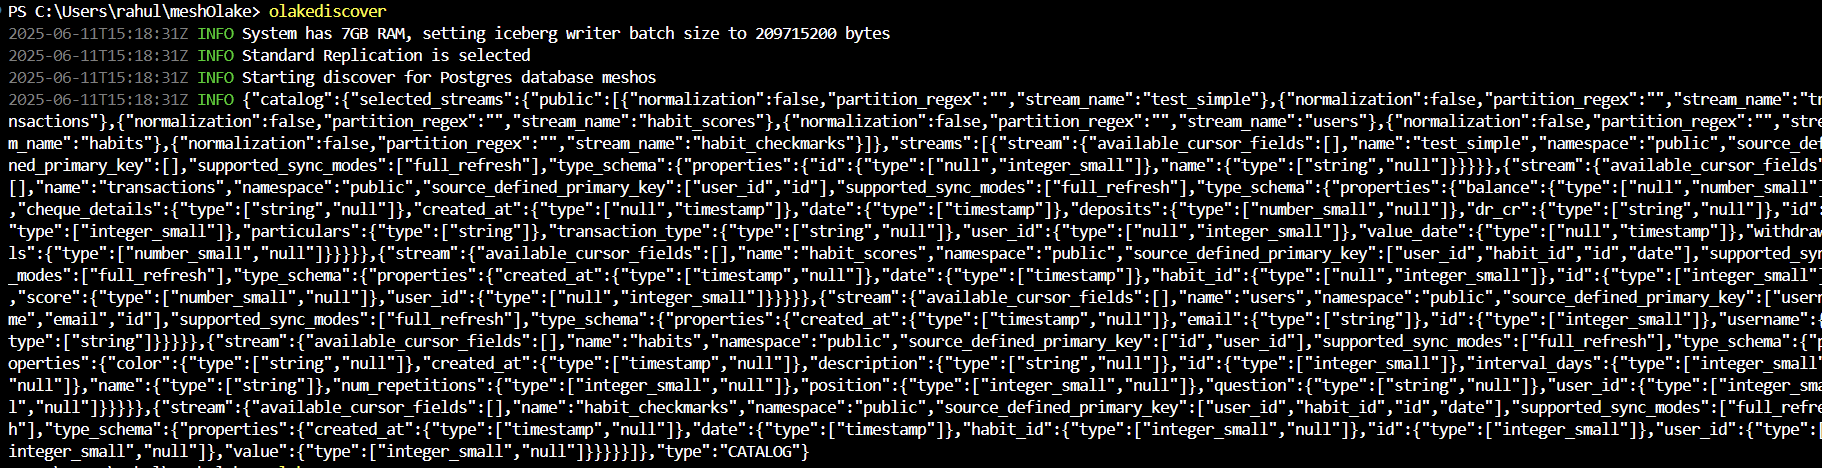 PS C:\Users\rahul\meshOlake> olakediscover
2025-06-11T15:18:31Z INFO System has 7GB RAM, setting iceberg writer batch size to 209715200 bytes
2025-06-11T15:18:31Z INFO Standard Replication is selected
2025-06-11T15:18:31Z INFO Starting discover for Postgres database meshos
2025-06-11T15:18:31Z INFO {"catalog":{"selected_streams":{"public":[{"normalization":false,"partition_regex":"","stream_name":"test_simple"},{"normalization":false,"partition_regex":"","stream_name":"tr
nsactions"},{"normalization":false,"partition_regex":"","stream_name":"habit_scores"},{"normalization":false,"partition_regex":"","stream_name":"users"},{"normalization":false,"partition_regex":"","stre
m_name":"habits"},{"normalization":false,"partition_regex":"","stream_name":"habit_checkmarks"}]},"streams":[{"stream":{"available_cursor_fields":[],"name":"test_simple","namespace":"public","source_def
ned_primary_key":[],"supported_sync_modes":["full_refresh"],"type_schema":{"properties":{"id":{"type":["null","integer_small"]},"name":{"type":["string","null"]}}}}},{"stream":{"available_cursor_fields"
[],"name":"transactions","namespace":"public","source_defined_primary_key":["user_id","id"],"supported_sync_modes":["full_refresh"],"type_schema":{"properties":{"balance":{"type":["null","number_small"]
,"cheque_details":{"type":["string","null"]},"created_at":{"type":["null","timestamp"]},"date":{"type":["timestamp"]},"deposits":{"type":["number_small","null"]},"dr_cr":{"type":["string","null"]},"id":
"type":["integer_small"]},"particulars":{"type":["string"]},"transaction_type":{"type":["string","null"]},"user_id":{"type":["null","integer_small"]},"value_date":{"type":["null","timestamp"]},"withdraw
ls":{"type":["number_small","null"]}}}}},{"stream":{"available_cursor_fields":[],"name":"habit_scores","namespace":"public","source_defined_primary_key":["user_id","habit_id","id","date"],"supported_syn
_modes":["full_refresh"],"type_schema":{"properties":{"created_at":{"type":["timestamp","null"]},"date":{"type":["timestamp"]},"habit_id":{"type":["null","integer_small"]},"id":{"type":["integer_small"]
,"score":{"type":["number_small","null"]},"user_id":{"type":["null","integer_small"]}}}}},{"stream":{"available_cursor_fields":[],"name":"users","namespace":"public","source_defined_primary_key":["usern
me","email","id"],"supported_sync_modes":["full_refresh"],"type_schema":{"properties":{"created_at":{"type":["timestamp","null"]},"email":{"type":["string"]},"id":{"type":["integer_small"]},"username":{
type":["string"]}}}}},{"stream":{"available_cursor_fields":[],"name":"habits","namespace":"public","source_defined_primary_key":["id","user_id"],"supported_sync_modes":["full_refresh"],"type_schema":{"p
operties":{"color":{"type":["string","null"]},"created_at":{"type":["timestamp","null"]},"description":{"type":["string","null"]},"id":{"type":["integer_small"]},"interval_days":{"type":["integer_small"
"null"]},"name":{"type":["string"]},"num_repetitions":{"type":["integer_small","null"]},"position":{"type":["integer_small","null"]},"question":{"type":["string","null"]},"user_id":{"type":["integer_sma
l","null"]}}}}},{"stream":{"available_cursor_fields":[],"name":"habit_checkmarks","namespace":"public","source_defined_primary_key":["user_id","habit_id","id","date"],"supported_sync_modes":["full_refre
h"],"type_schema":{"properties":{"created_at":{"type":["timestamp","null"]},"date":{"type":["timestamp"]},"habit_id":{"type":["integer_small","null"]},"id":{"type":["integer_small"]},"user_id":{"type":[
integer_small","null"]},"value":{"type":["integer_small","null"]}}}}}]},"type":"CATALOG"}